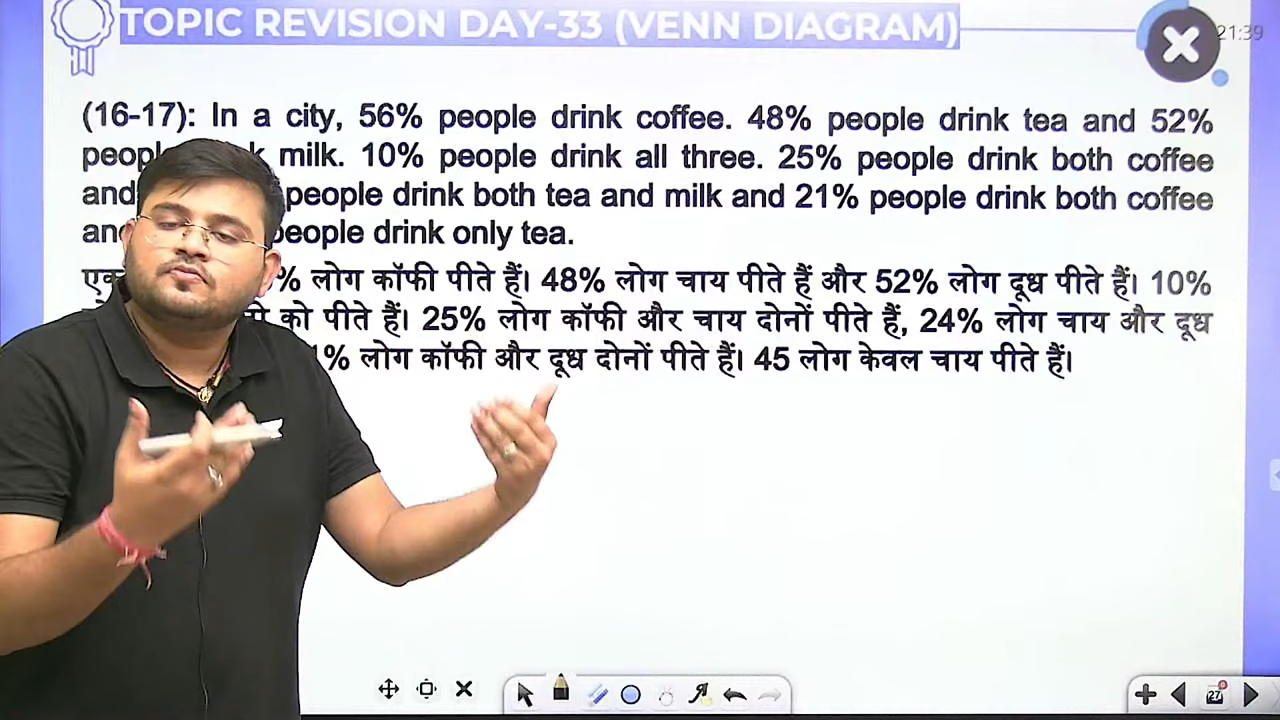 TOPIC REVISION DAY-33 (VENN DIAGRAM)
21:39
(16-17): In a city, 56% people drink coffee. 48% people drink tea and 52%
milk. 10% people drink all three. 25% people drink both coffee
people drink both tea and milk and 21% people drink both coffee
people drink only tea.
% लोग कॉफी पीते हैं। 48% लोग चाय पीते हैं और 52% लोग दूध पीते हैं। 10%
को पीते हैं। 25% लोग कॉफी और चाय दोनों पीते हैं, 24% लोग चाय और दूध
% लोग कॉफी और दूध दोनों पीते हैं। 45 लोग केवल चाय पीते हैं।
27